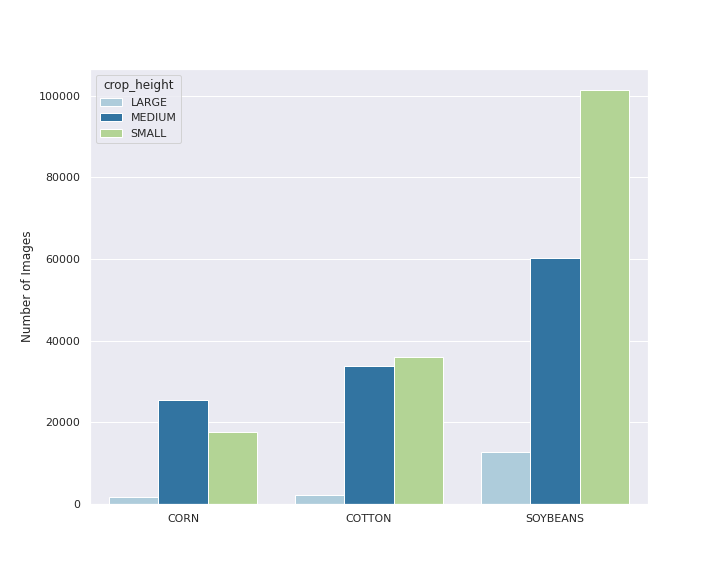 crop_height
LARGE
MEDIUM
SMALL
100000
80000
60000
40000
20000
0
Number of Images
CORN COTTON SOYBEANS